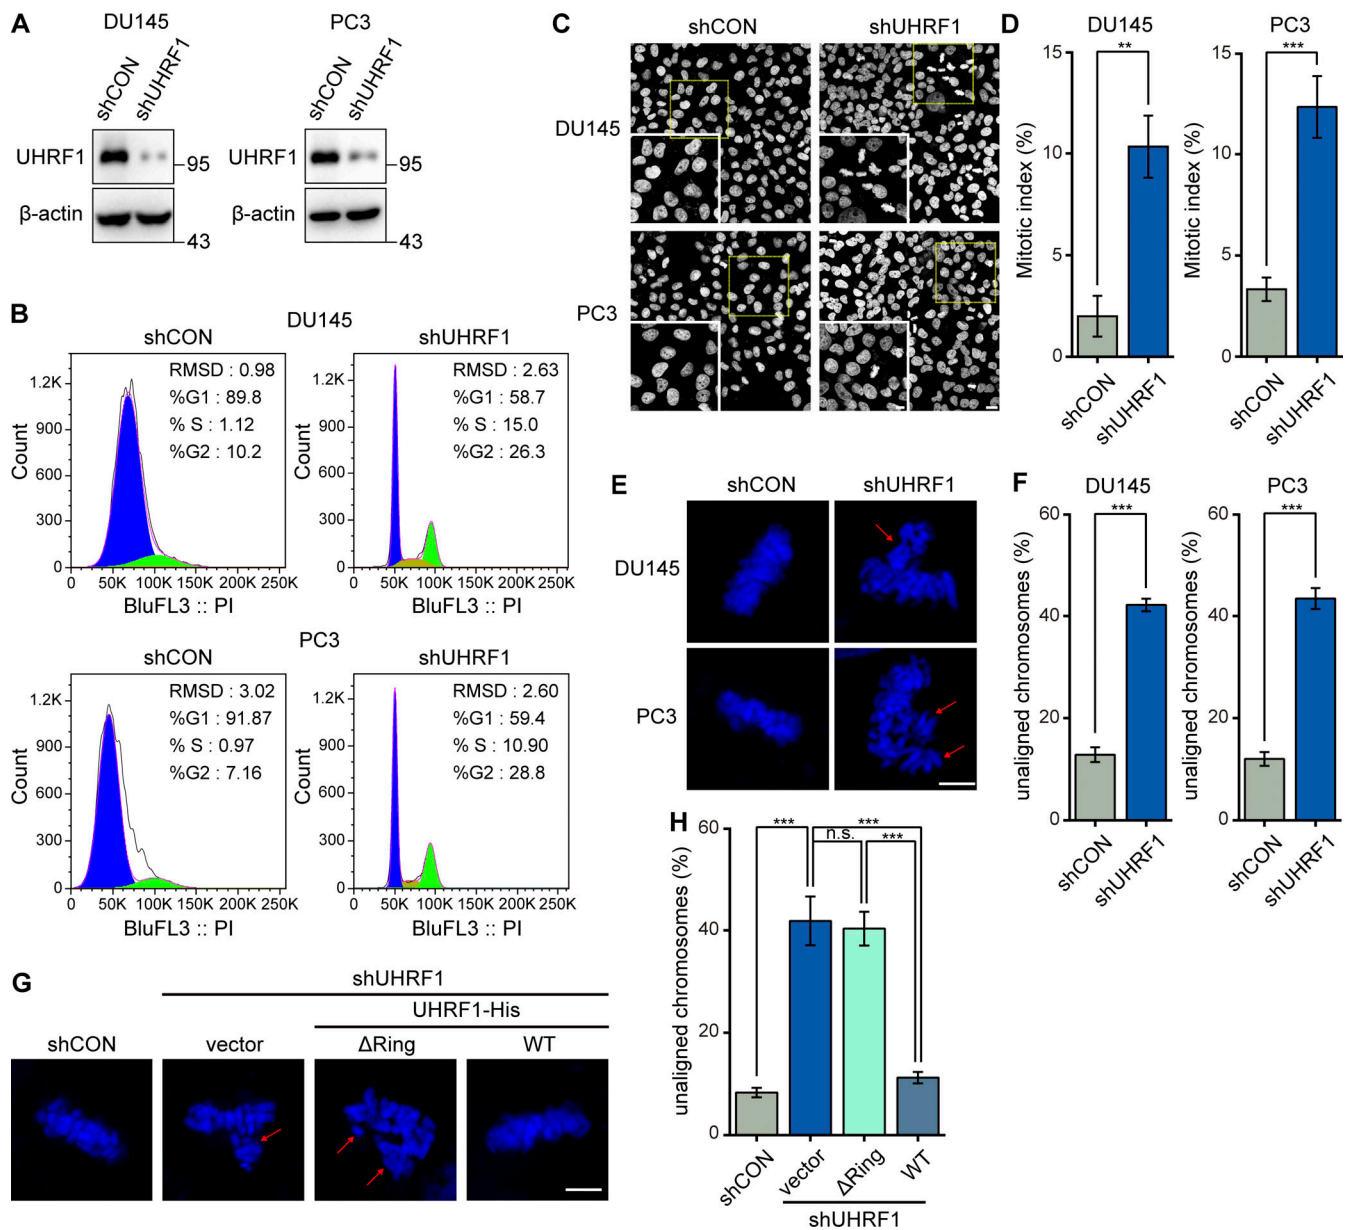 A
DU145
PC3
shCON
shUHRF1
shCON
shUHRF1
UHRF1
95
UHRF1
95
β-actin
43
β-actin
43
B
DU145
shCON
shUHRF1
RMSD : 0.98
%G1 : 89.8
% S : 1.12
%G2 : 10.2
RMSD : 2.63
%G1 : 58.7
% S : 15.0
%G2 : 26.3
Count
1.2K
900
600
300
0
0 50K 100K 150K 200K 250K
BluFL3 :: PI
Count
1.2K
900
600
300
0
0 50K 100K 150K 200K 250K
BluFL3 :: PI
PC3
shCON
shUHRF1
RMSD : 3.02
%G1 : 91.87
% S : 0.97
%G2 : 7.16
RMSD : 2.60
%G1 : 59.4
% S : 10.90
%G2 : 28.8
Count
1.2K
900
600
300
0
0 50K 100K 150K 200K 250K
BluFL3 :: PI
Count
1.2K
900
600
300
0
0 50K 100K 150K 200K 250K
BluFL3 :: PI
C
shCON
shUHRF1
DU145
PC3
D
DU145
PC3
**
***
Mitotic index (%)
15
10
5
0
shCON
shUHRF1
Mitotic index (%)
15
10
5
0
shCON
shUHRF1
E
shCON
shUHRF1
DU145
PC3
F
DU145
PC3
***
***
unaligned chromosomes (%)
60
40
20
0
shCON
shUHRF1
unaligned chromosomes (%)
60
40
20
0
shCON
shUHRF1
G
shUHRF1
UHRF1-His
shCON
vector
ΔRing
WT
H
***
***
n.s.
***
unaligned chromosomes (%)
60
40
20
0
shCON
vector
ΔRing
WT
shUHRF1